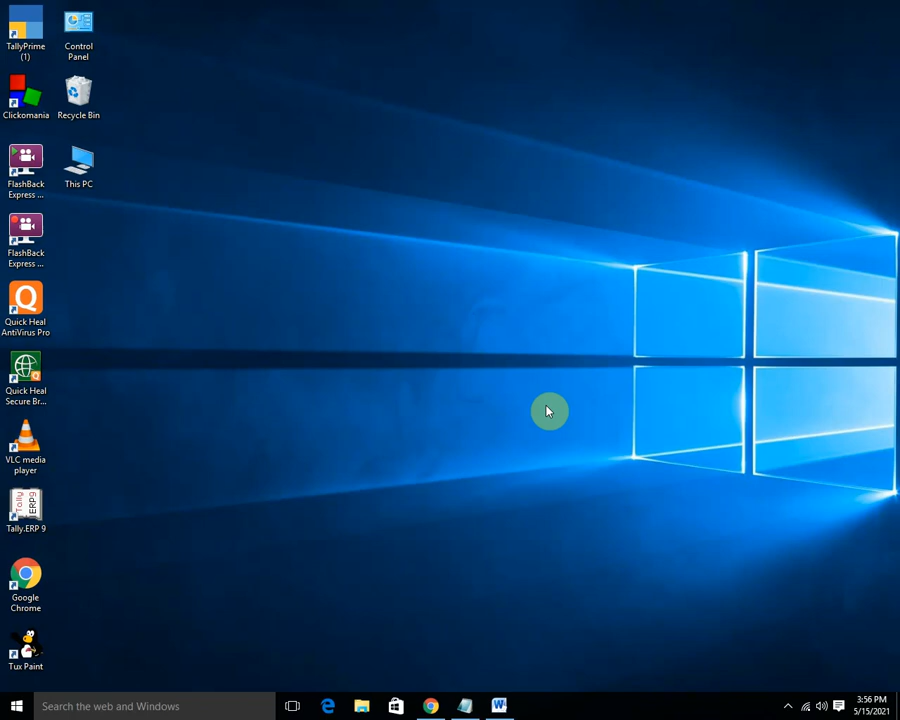 TallyPrime
(1)
Control
Panel
Clickomania
Recycle Bin
FlashBack
Express ...
This PC
FlashBack
Express ...
Quick Heal
AntiVirus Pro
Quick Heal
Secure Br...
VLC media
player
Tally
ERP9
Tally.ERP 9
Google
Chrome
Tux Paint
Search the web and Windows
3:56 PM
5/15/2021